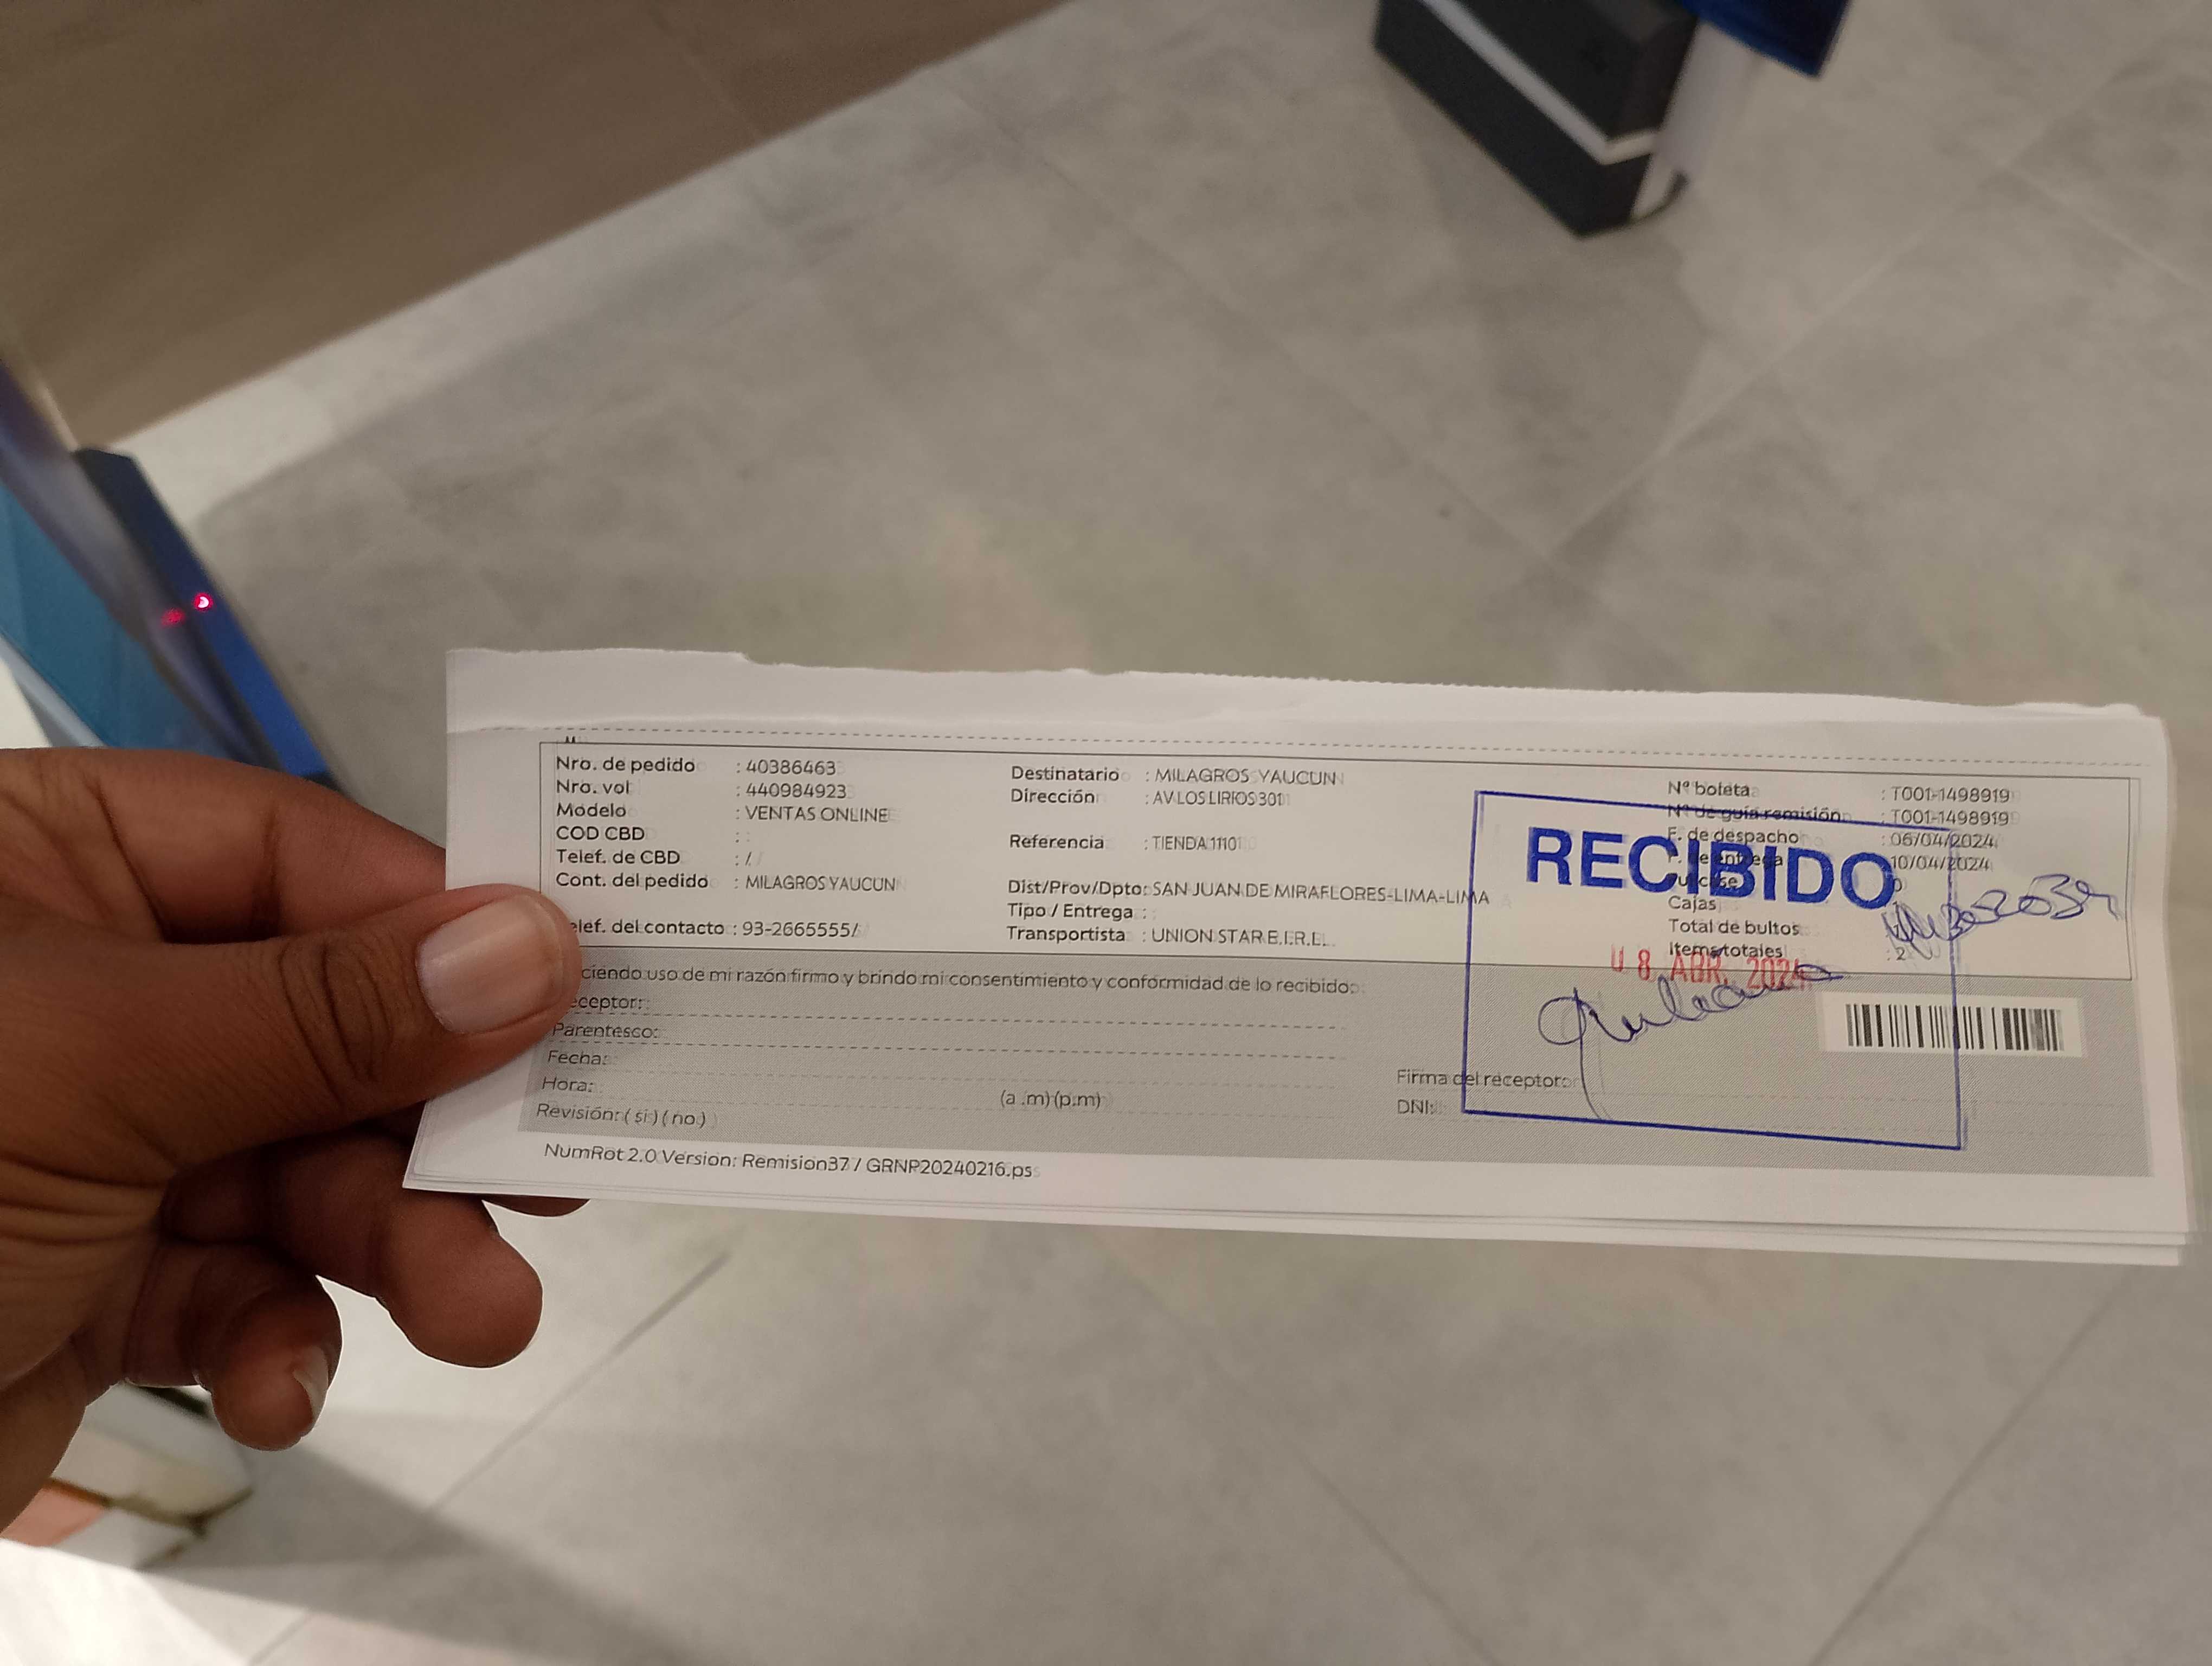 Nro. de pedido : 40386463
Nro. vol : 440984923
Modelo : VENTAS ONLINE
COD CBD :
Telef. de CBD : /
Cont. del pedido : MILAGROS YAUCUN
elef. del contacto : 93-2665555/
Destinatario : MILAGROS YAUCUN
Dirección : AV LOS LIRIOS 301
Referencia : TIENDA 1110
Dist/Prov/Dpto: SAN JUAN DE MIRAFLORES-LIMA-LIMA
Tipo / Entrega :
Transportista : UNION STAR E.I.R.L.
Nº boleta : T001-1498919
Nº de guía remisión : T001-1498919
F. de despacho : 06/04/2024
F. de entrega : 10/04/2024
Cajas
Total de bultos
Items totales : 2
RECIBIDO
8 ABR. 2024
ciendo uso de mi razón firmo y brindo mi consentimiento y conformidad de lo recibido:
eceptor:
Parentesco:
Fecha:
Hora: (a .m) (p.m)
Revisión: ( si ) ( no )
Firma del receptor:
DNI:
NumRot 2.0 Version: Remision37 / GRNP20240216.ps